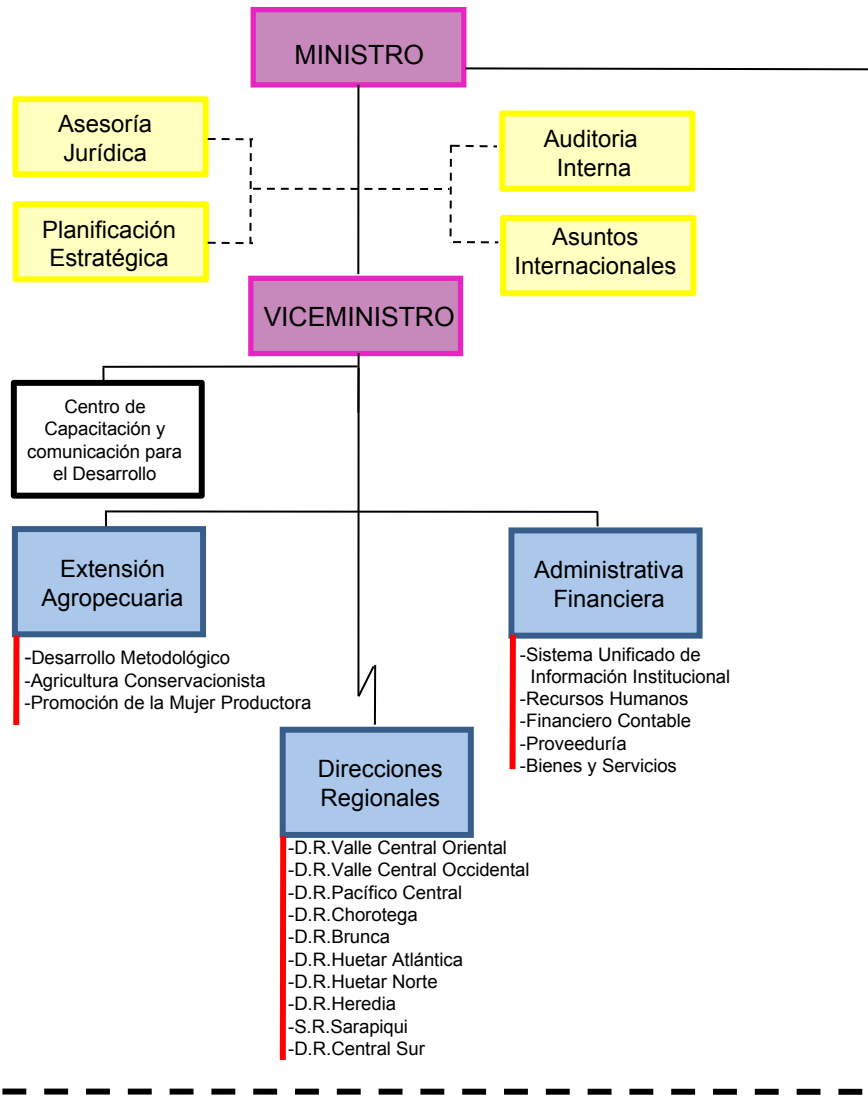 MINISTRO
Asesoría
Jurídica
Auditoria
Interna
Planificación
Estratégica
Asuntos
Internacionales
VICEMINISTRO
Centro de
Capacitación y
comunicación para
el Desarrollo
Extensión
Agropecuaria
-Desarrollo Metodológico
-Agricultura Conservacionista
-Promoción de la Mujer Productora
Administrativa
Financiera
-Sistema Unificado de
Información Institucional
-Recursos Humanos
-Financiero Contable
-Proveeduría
-Bienes y Servicios
Direcciones
Regionales
-D.R.Valle Central Oriental
-D.R.Valle Central Occidental
-D.R.Pacífico Central
-D.R.Chorotega
-D.R.Brunca
-D.R.Huetar Atlántica
-D.R.Huetar Norte
-D.R.Heredia
-S.R.Sarapiqui
-D.R.Central Sur